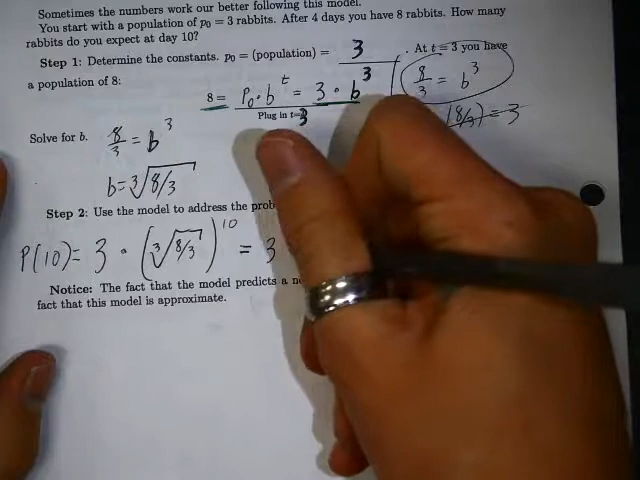 Sometimes the numbers work our better following this model.
You start with a population of p₀ = 3 rabbits. After 4 days you have 8 rabbits. How many
rabbits do you expect at day 10?
Step 1: Determine the constants. p₀ = (population) = 3 . At t = 3 you have
a population of 8:
8 = P₀·b^t = 3 · b^3
8/3 = b^3
Plug in t=3
(8/3) = 3
Solve for b. 8/3 = b^3
b = ∛(8/3)
Step 2: Use the model to address the prob
P(10) = 3 · (∛(8/3))^10 = 3
Notice: The fact that the model predicts a
fact that this model is approximate.